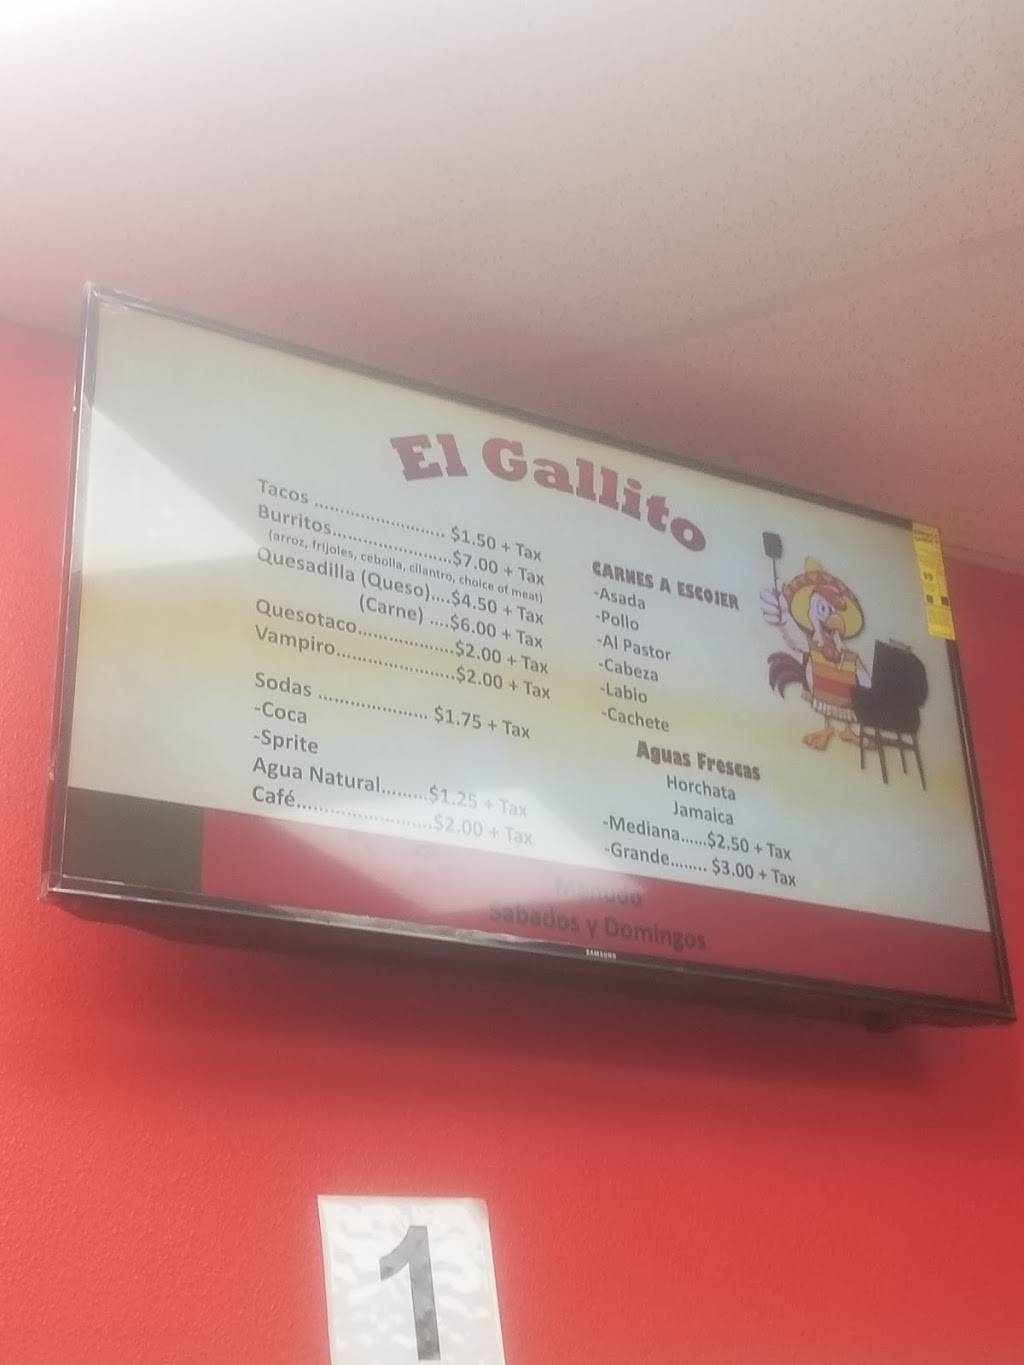 El Gallito
Tacos ........................ $1.50 + Tax
Burritos......................$7.00 + Tax
(arroz, frijoles, cebolla, cilantro, choice of meat)
Quesadilla (Queso)....$4.50 + Tax
(Carne) ....$6.00 + Tax
Quesotaco..................$2.00 + Tax
Vampiro......................$2.00 + Tax
Sodas .................... $1.75 + Tax
-Coca
-Sprite
Agua Natural.........$1.25 + Tax
Café.........................$2.00 + Tax
CARNES A ESCOJER
-Asada
-Pollo
-Al Pastor
-Cabeza
-Labio
-Cachete
Aguas Frescas
Horchata
Jamaica
-Mediana......$2.50 + Tax
-Grande........ $3.00 + Tax
Menudo
Sabados y Domingos
SAMSUNG
1